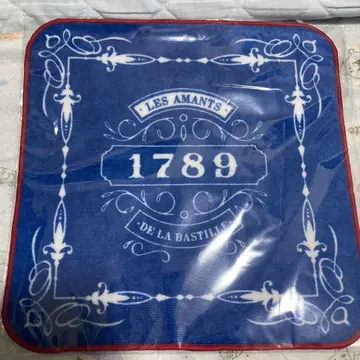 LES AMANTS
1789
DE LA BASTILLE